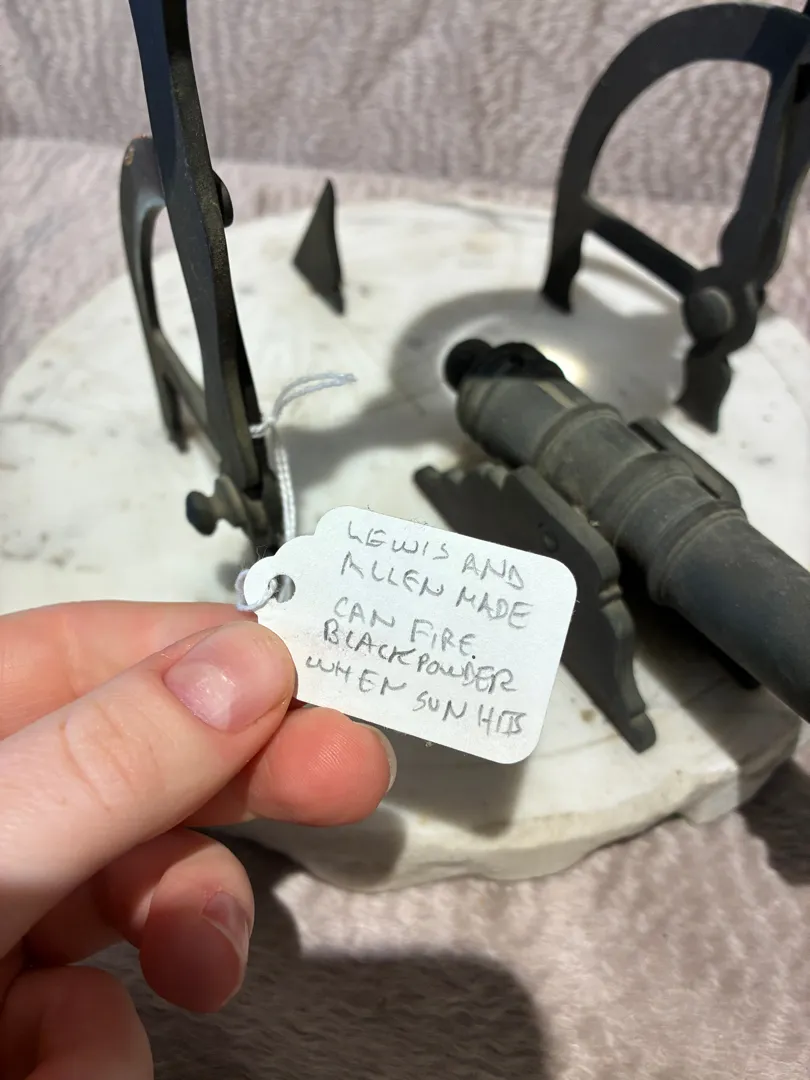 LEWIS AND
ALLEN MADE
CAN FIRE
BLACKPOWDER
WHEN SUN HITS